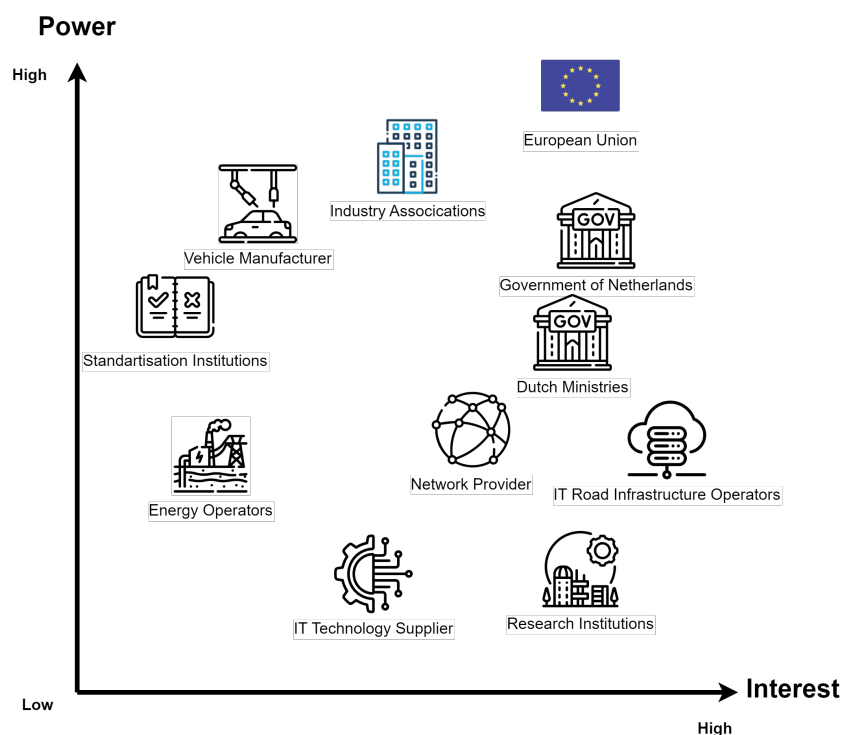 Power
High
European Union
Industry Assocications
Vehicle Manufacturer
GOV
Government of Netherlands
GOV
Standartisation Institutions
Dutch Ministries
Network Provider
IT Road Infrastructure Operators
Energy Operators
Research Institutions
IT Technology Supplier
Interest
Low
High